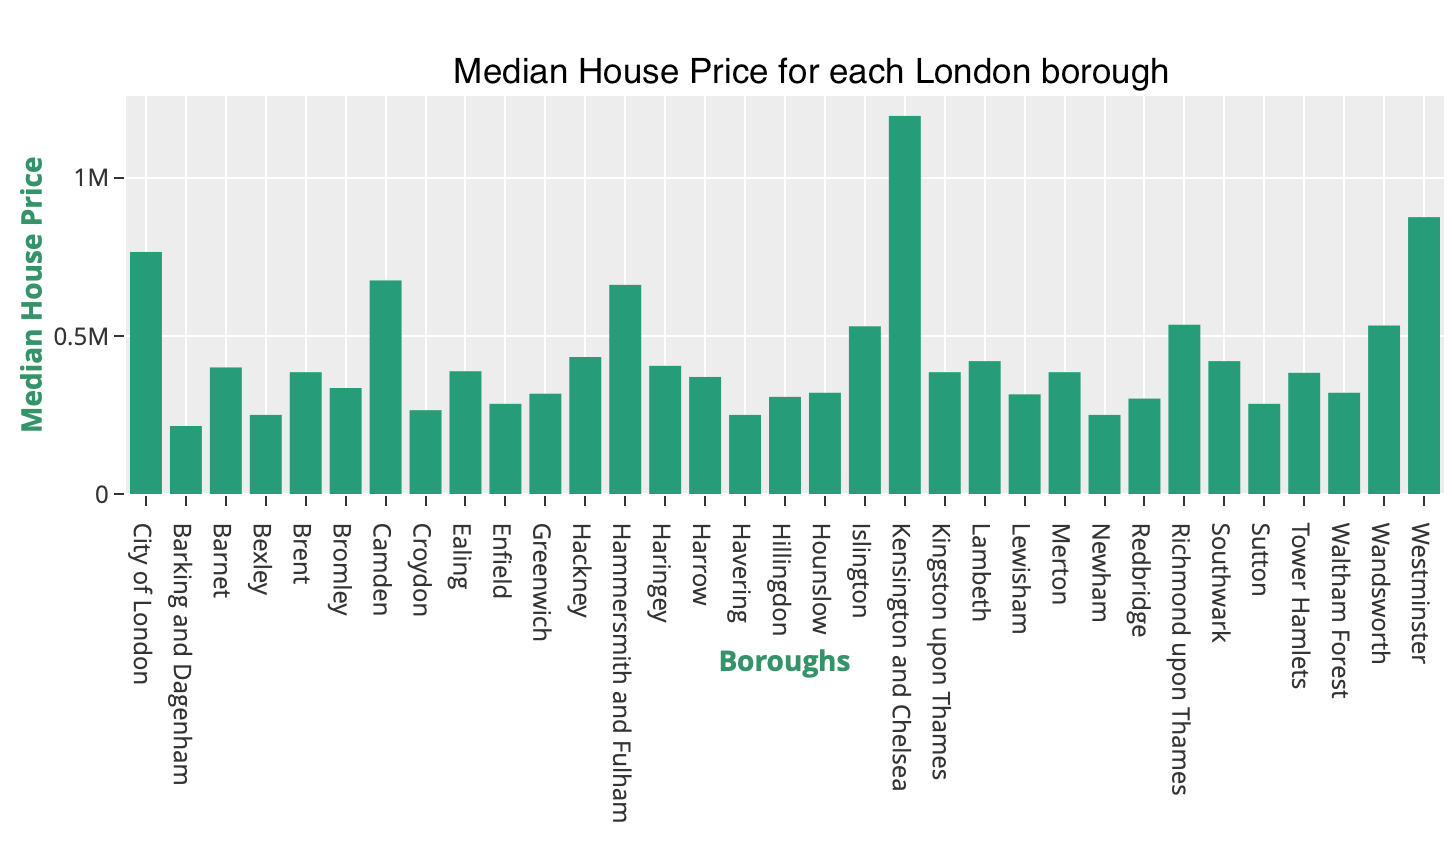 Median House Price for each London borough
Median House Price
1M
0.5M
0
City of London
Barking and Dagenham
Barnet
Bexley
Brent
Bromley
Camden
Croydon
Ealing
Enfield
Greenwich
Hackney
Hammersmith and Fulham
Haringey
Harrow
Havering
Hillingdon
Hounslow
Islington
Kensington and Chelsea
Kingston upon Thames
Lambeth
Lewisham
Merton
Newham
Redbridge
Richmond upon Thames
Southwark
Sutton
Tower Hamlets
Waltham Forest
Wandsworth
Westminster
Boroughs